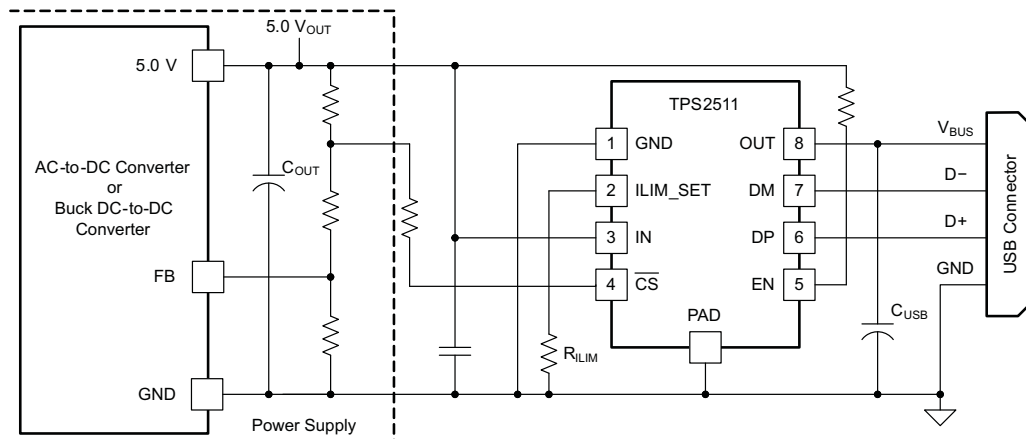 5.0 VOUT
5.0 V
AC-to-DC Converter
or
Buck DC-to-DC
Converter
FB
GND
COUT
Power Supply
TPS2511
1 GND
2 ILIM_SET
3 IN
4 CS
OUT 8
DM 7
DP 6
EN 5
PAD
RILIM
VBUS
D−
D+
GND
CUSB
USB Connector